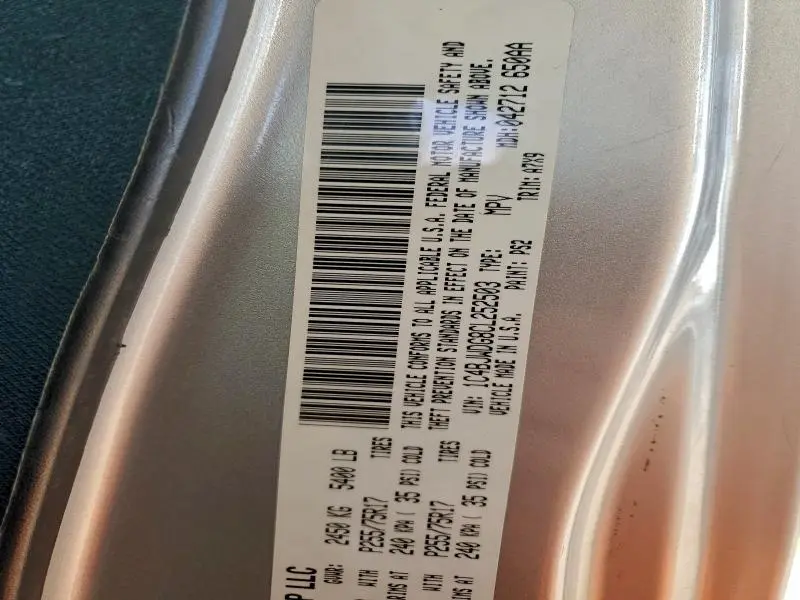 P LLC
GVWR: 2450 KG 5400 LB
WITH P255/75R17 TIRES
RIMS AT 240 KPA ( 35 PSI) COLD
WITH P255/75R17 TIRES
RIMS AT 240 KPA ( 35 PSI) COLD
THIS VEHICLE CONFORMS TO ALL APPLICABLE U.S.A. FEDERAL MOTOR VEHICLE SAFETY AND
THEFT PREVENTION STANDARDS IN EFFECT ON THE DATE OF MANUFACTURE SHOWN ABOVE.
VIN: 1C4BJWDG8CL252503 TYPE: MPV MDH:042712 650AA
VEHICLE MADE IN U.S.A. PAINT: PS2 TRIM: A7X9